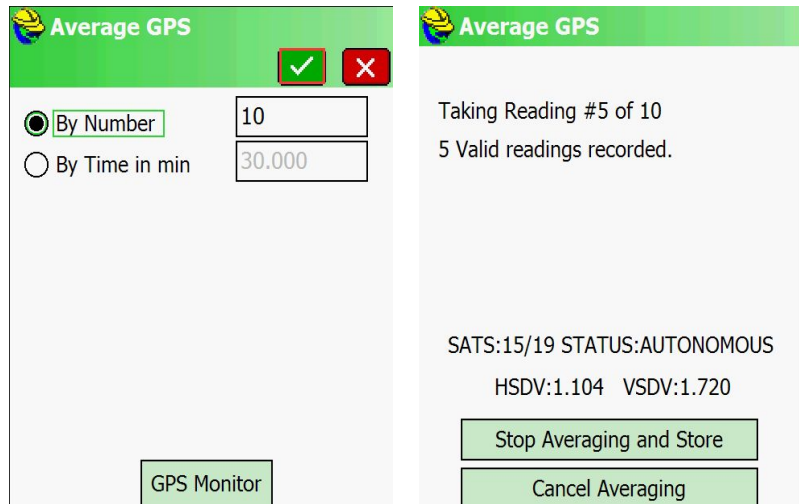 Average GPS
By Number
10
By Time in min
30.000
GPS Monitor
Average GPS
Taking Reading #5 of 10
5 Valid readings recorded.
SATS:15/19 STATUS:AUTONOMOUS
HSDV:1.104 VSDV:1.720
Stop Averaging and Store
Cancel Averaging